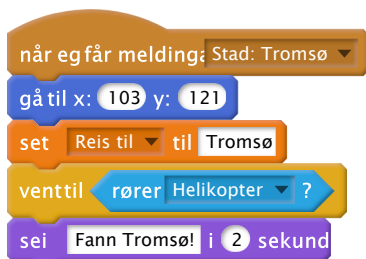 når eg får meldinga Stad: Tromsø
gå til x: 103 y: 121
set Reis til til Tromsø
vent til rører Helikopter ?
sei Fann Tromsø! i 2 sekund